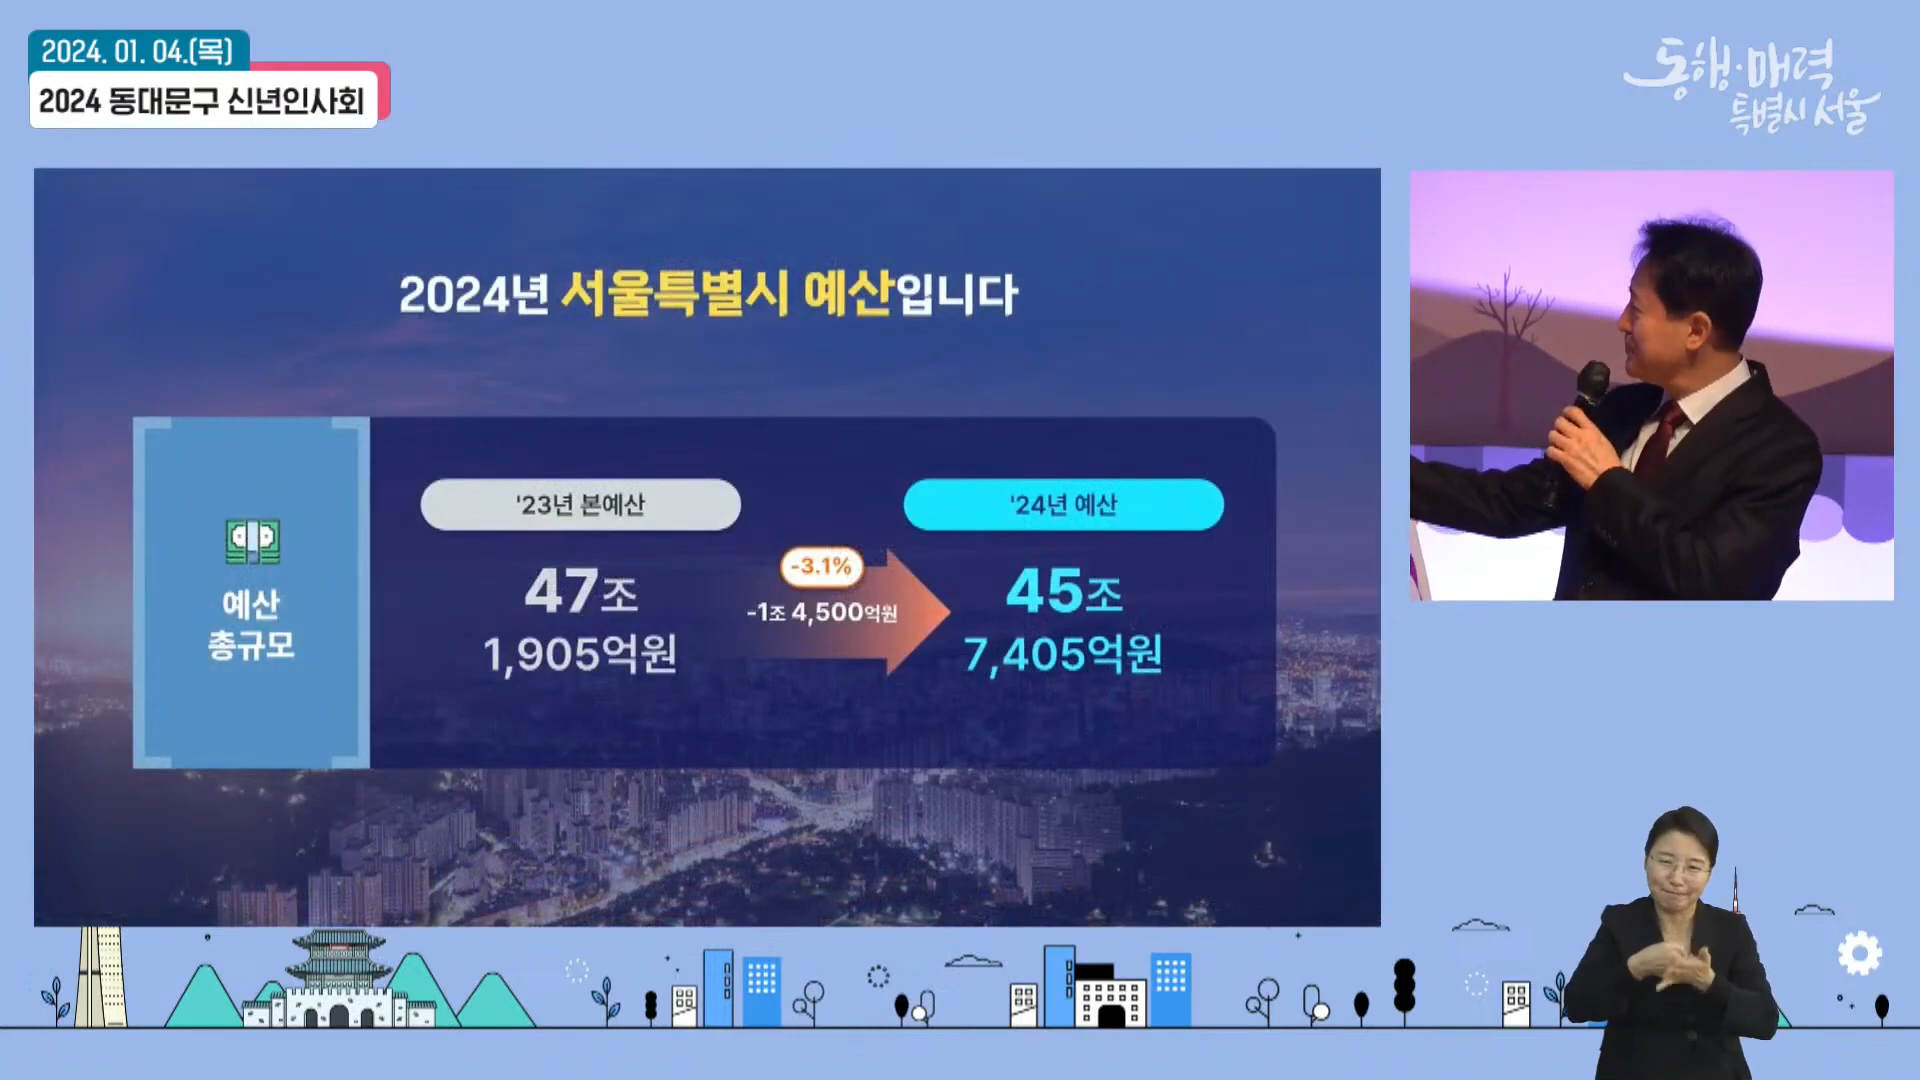 2024. 01. 04.(목)
2024 동대문구 신년인사회
동행·매력
특별시 서울
2024년 서울특별시 예산입니다
예산
총규모
'23년 본예산
47조
1,905억원
-3.1%
-1조 4,500억원
'24년 예산
45조
7,405억원